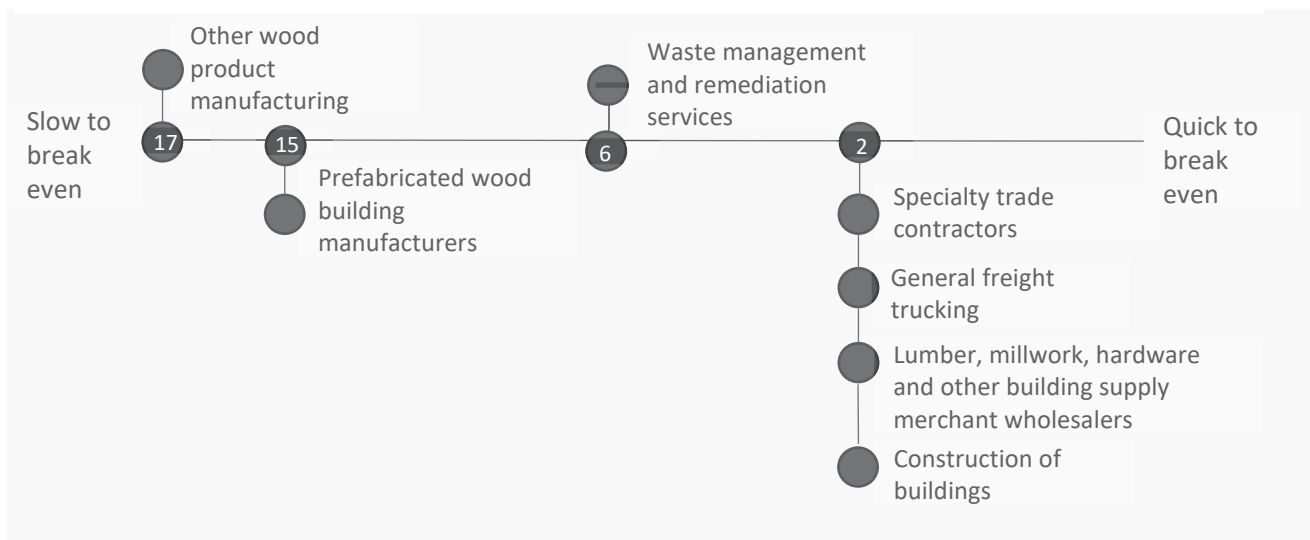 Other wood
product
manufacturing
Waste management
and remediation
services
Slow to
break
even
17
15
6
2
Quick to
break
even
Prefabricated wood
building
manufacturers
Specialty trade
contractors
General freight
trucking
Lumber, millwork, hardware
and other building supply
merchant wholesalers
Construction of
buildings